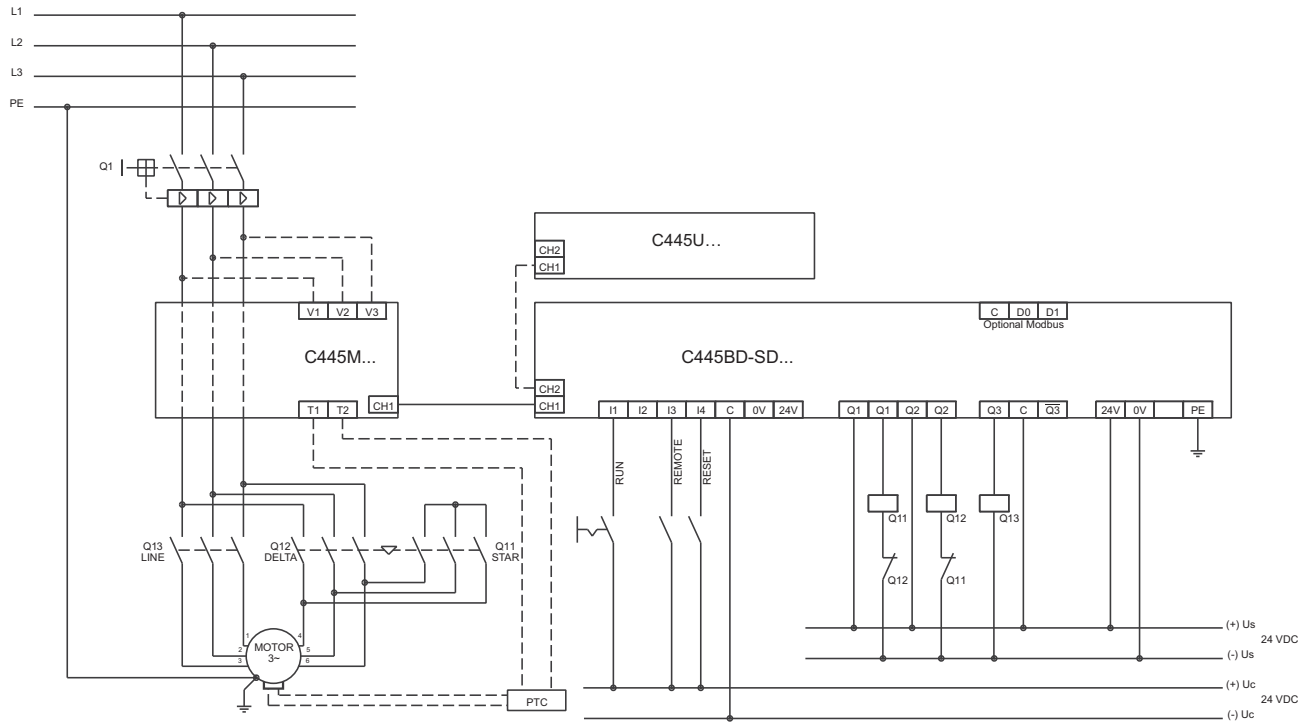 L1
L2
L3
PE
Q1
C445U...
CH2
CH1
V1 V2 V3
C D0 D1
Optional Modbus
C445M...
C445BD-SD...
T1 T2 CH1
CH2
CH1
I1 I2 I3 I4 C 0V 24V
Q1 Q1 Q2 Q2
Q3 C Q̅3̅
24V 0V PE
RUN
REMOTE
RESET
Q11
Q12
Q13
Q13
LINE
Q12
DELTA
Q11
STAR
Q12
Q11
(+) Us
24 VDC
(-) Us
MOTOR
3~
1
2
3
4
5
6
PTC
(+) Uc
24 VDC
(-) Uc